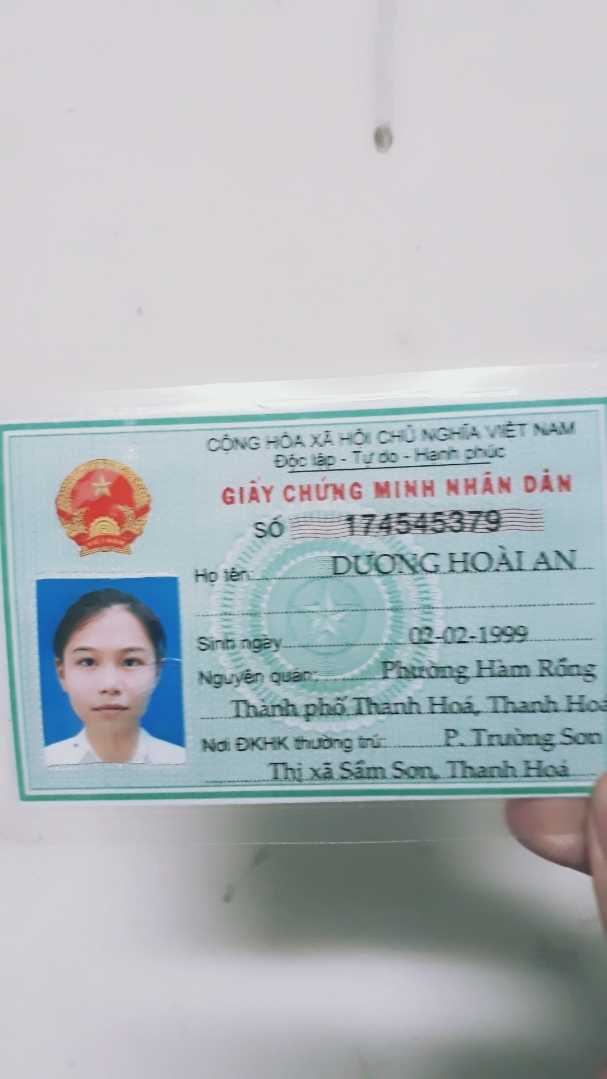 CỘNG HÒA XÃ HỘI CHỦ NGHĨA VIỆT NAM
Độc lập - Tự do - Hạnh phúc
GIẤY CHỨNG MINH NHÂN DÂN
SỐ 174545379
Họ tên: DƯƠNG HOÀI AN
Sinh ngày 02-02-1999
Nguyên quán: Phường Hàm Rồng
Thành phố Thanh Hoá, Thanh Hoá
Nơi ĐKHK thường trú: P. Trường Sơn
Thị xã Sầm Sơn, Thanh Hoá
VIỆT NAM